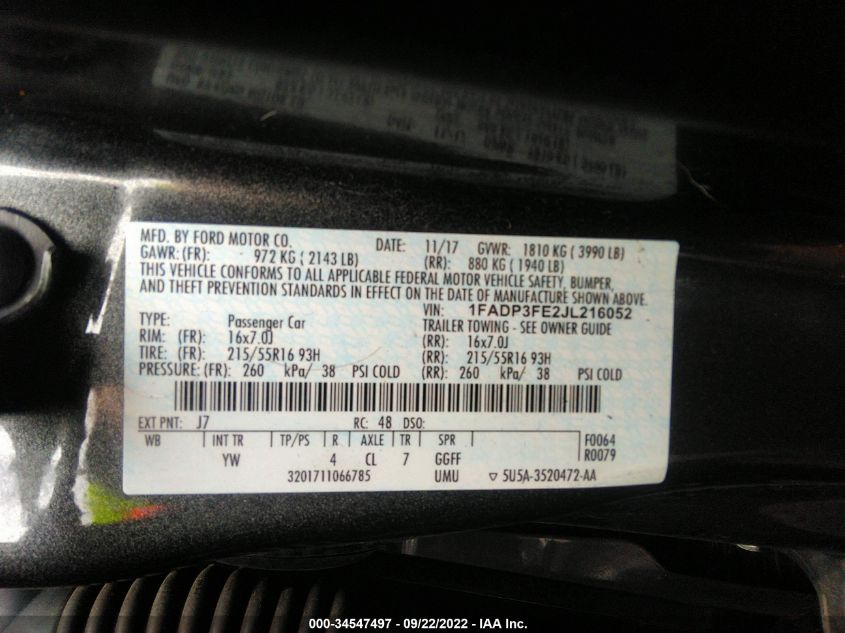 MFD. BY FORD MOTOR CO. DATE: 11/17 GVWR: 1810 KG ( 3990 LB)
GAWR: (FR): 972 KG ( 2143 LB) (RR): 880 KG ( 1940 LB)
THIS VEHICLE CONFORMS TO ALL APPLICABLE FEDERAL MOTOR VEHICLE SAFETY, BUMPER,
AND THEFT PREVENTION STANDARDS IN EFFECT ON THE DATE OF MANUFACTURE SHOWN ABOVE.
VIN: 1FADP3FE2JL216052
TYPE: Passenger Car TRAILER TOWING - SEE OWNER GUIDE
RIM: (FR): 16x7.0J (RR): 16x7.0J
TIRE: (FR): 215/55R16 93H (RR): 215/55R16 93H
PRESSURE: (FR): 260 kPa/ 38 PSI COLD (RR): 260 kPa/ 38 PSI COLD
EXT PNT: J7 RC: 48 DSO:
WB INT TR TP/PS R AXLE TR SPR F0064
YW 4 CL 7 GGFF R0079
3201711066785 UMU ▽ 5U5A-3520472-AA
000-34547497 - 09/22/2022 - IAA Inc.